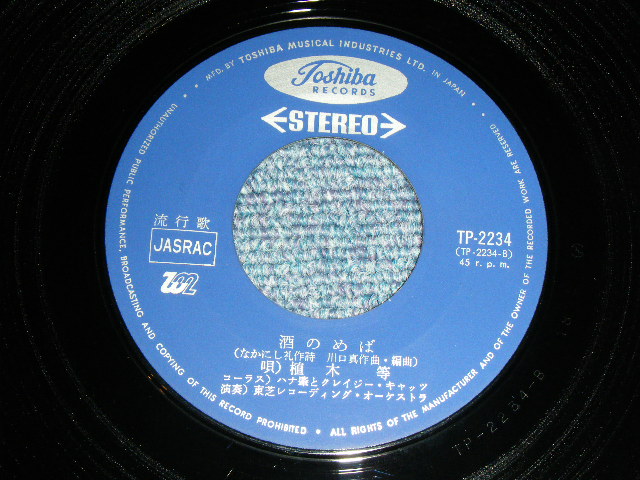 MFD. BY TOSHIBA MUSICAL INDUSTRIES LTD. IN JAPAN
Toshiba
RECORDS
STEREO
流行歌
JASRAC
TP-2234
(TP-2234-B)
45 r.p.m.
酒のめば
(なかにし礼作詩 川口真作曲・編曲)
唄) 植木 等
コーラス) ハナ肇とクレイジー・キャッツ
演奏) 東芝レコーディング・オーケストラ
UNAUTHORIZED PUBLIC PERFORMANCE, BROADCASTING AND COPYING OF THIS RECORD PROHIBITED • ALL RIGHTS OF THE MANUFACTURER AND OF THE OWNER OF THE RECORDED WORK ARE RESERVED
TP-2234-B